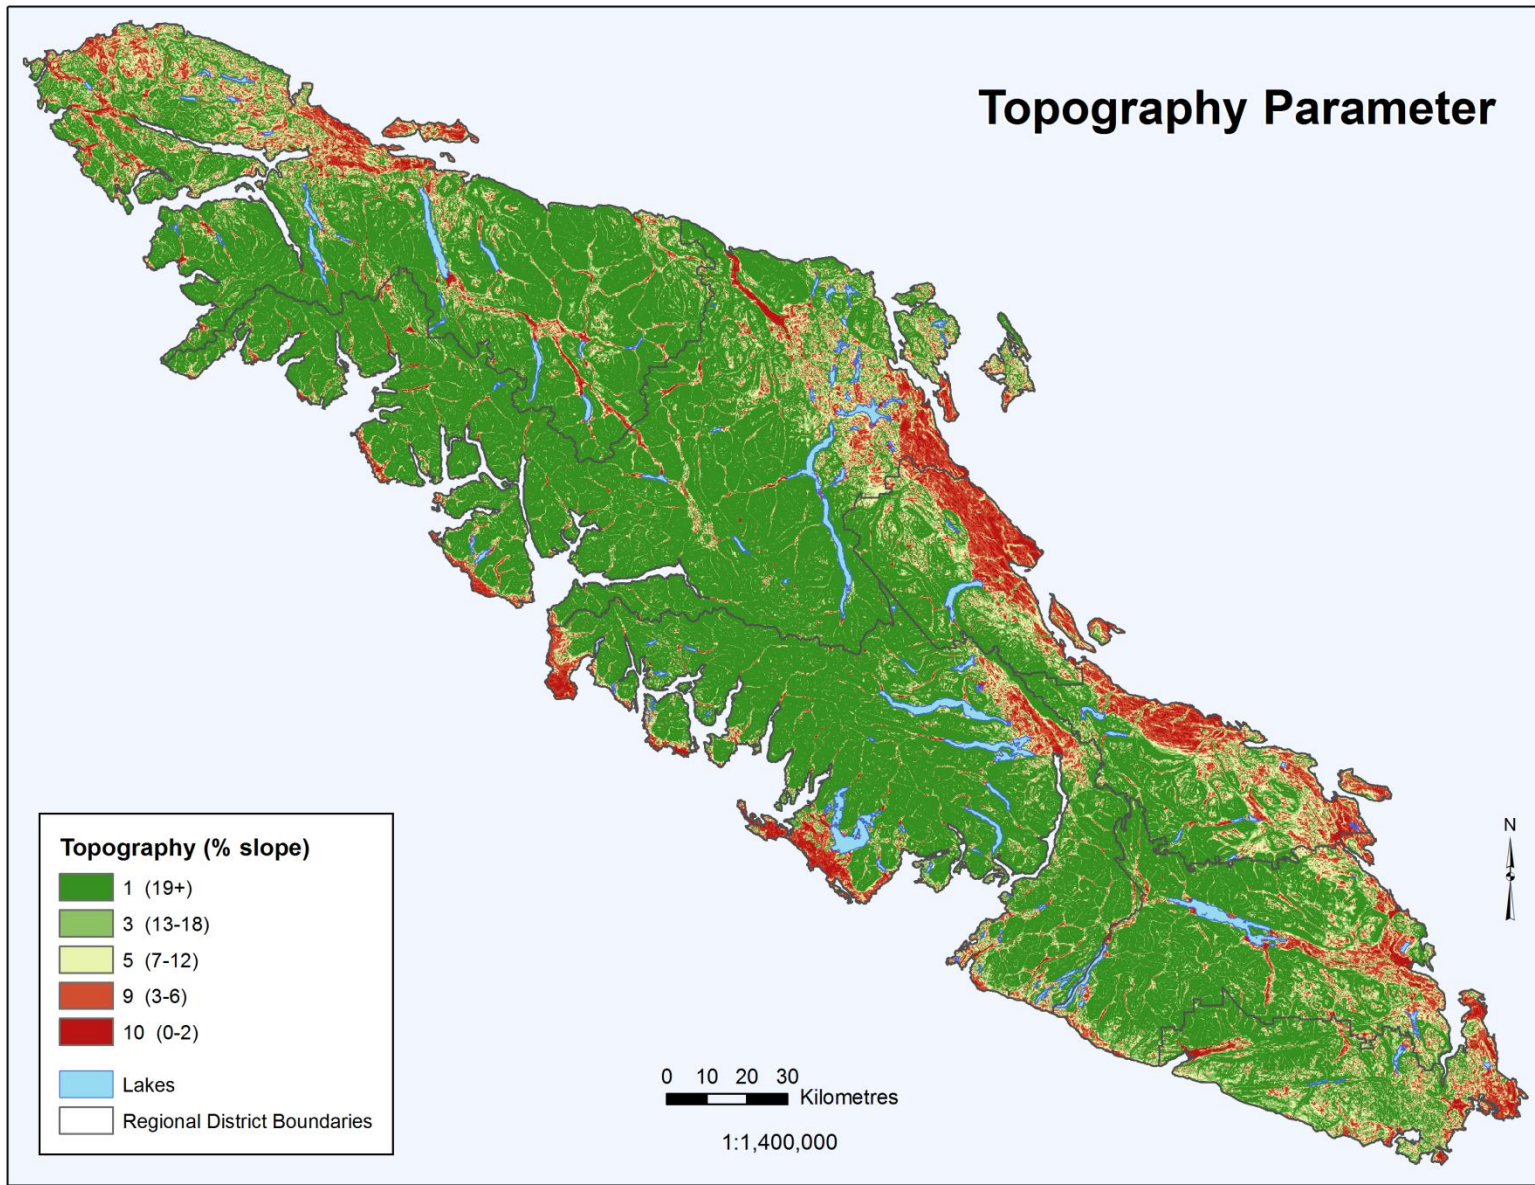 Topography Parameter
Topography (% slope)
1 (19+)
3 (13-18)
5 (7-12)
9 (3-6)
10 (0-2)
Lakes
Regional District Boundaries
0 10 20 30
Kilometres
1:1,400,000
N